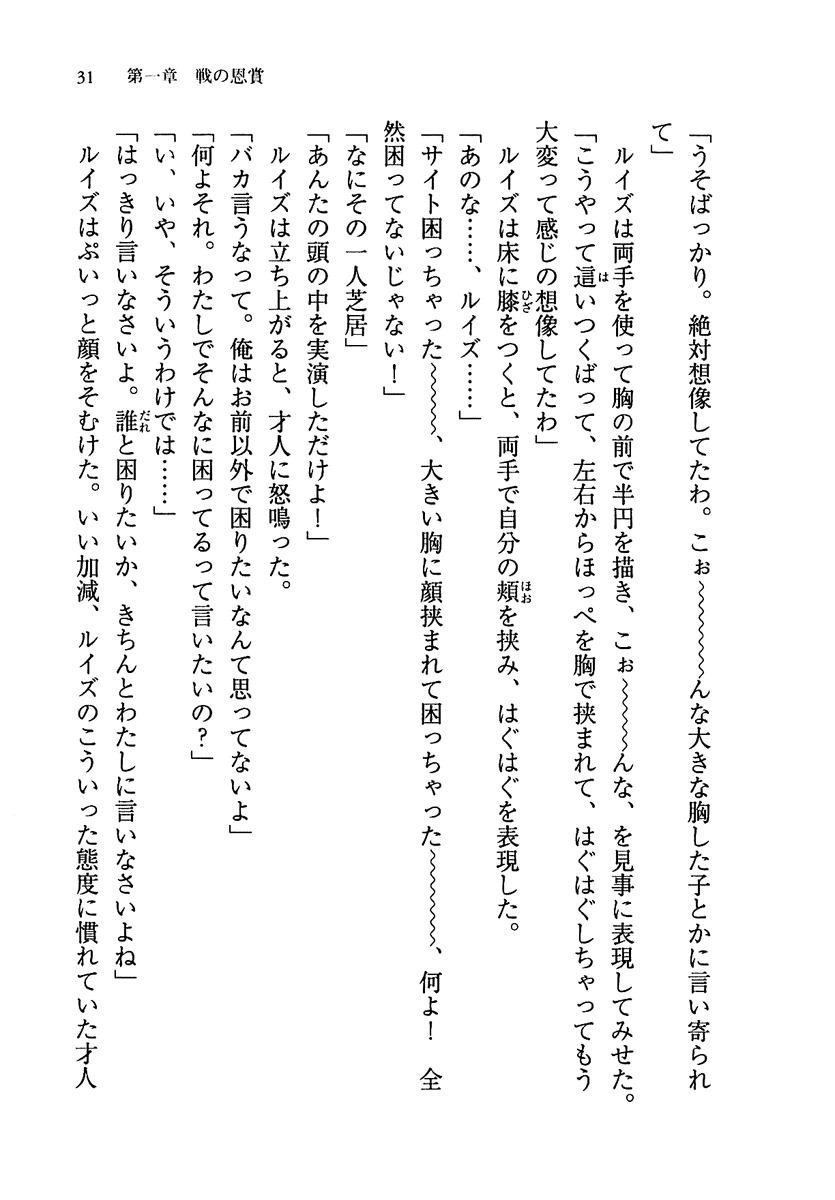 31　第一章　戦の恩賞
「うそばっかり。絶対想像してたわ。こぉ～～～～～んな大きな胸した子とかに言い寄られ
て」
　ルイズは両手を使って胸の前で半円を描き、こぉ～～～～んな、を見事に表現してみせた。
「こうやって這いつくばって、左右からほっぺを胸で挟まれて、はぐはぐしちゃってもう
大変って感じの想像してたわ」
　ルイズは床に膝をつくと、両手で自分の頬を挟み、はぐはぐを表現した。
「あのな……、ルイズ……」
「サイト困っちゃった～～～～、大きい胸に顔挟まれて困っちゃった～～～～～、何よ！　全
然困ってないじゃない！」
「なにその一人芝居」
「あんたの頭の中を実演しただけよ！」
　ルイズは立ち上がると、才人に怒鳴った。
「バカ言うなって。俺はお前以外で困りたいなんて思ってないよ」
「何よそれ。わたしでそんなに困ってるって言いたいの？」
「い、いや、そういうわけでは……」
「はっきり言いなさいよ。誰と困りたいか、きちんとわたしに言いなさいよね」
　ルイズはぷいっと顔をそむけた。いい加減、ルイズのこういった態度に慣れていた才人